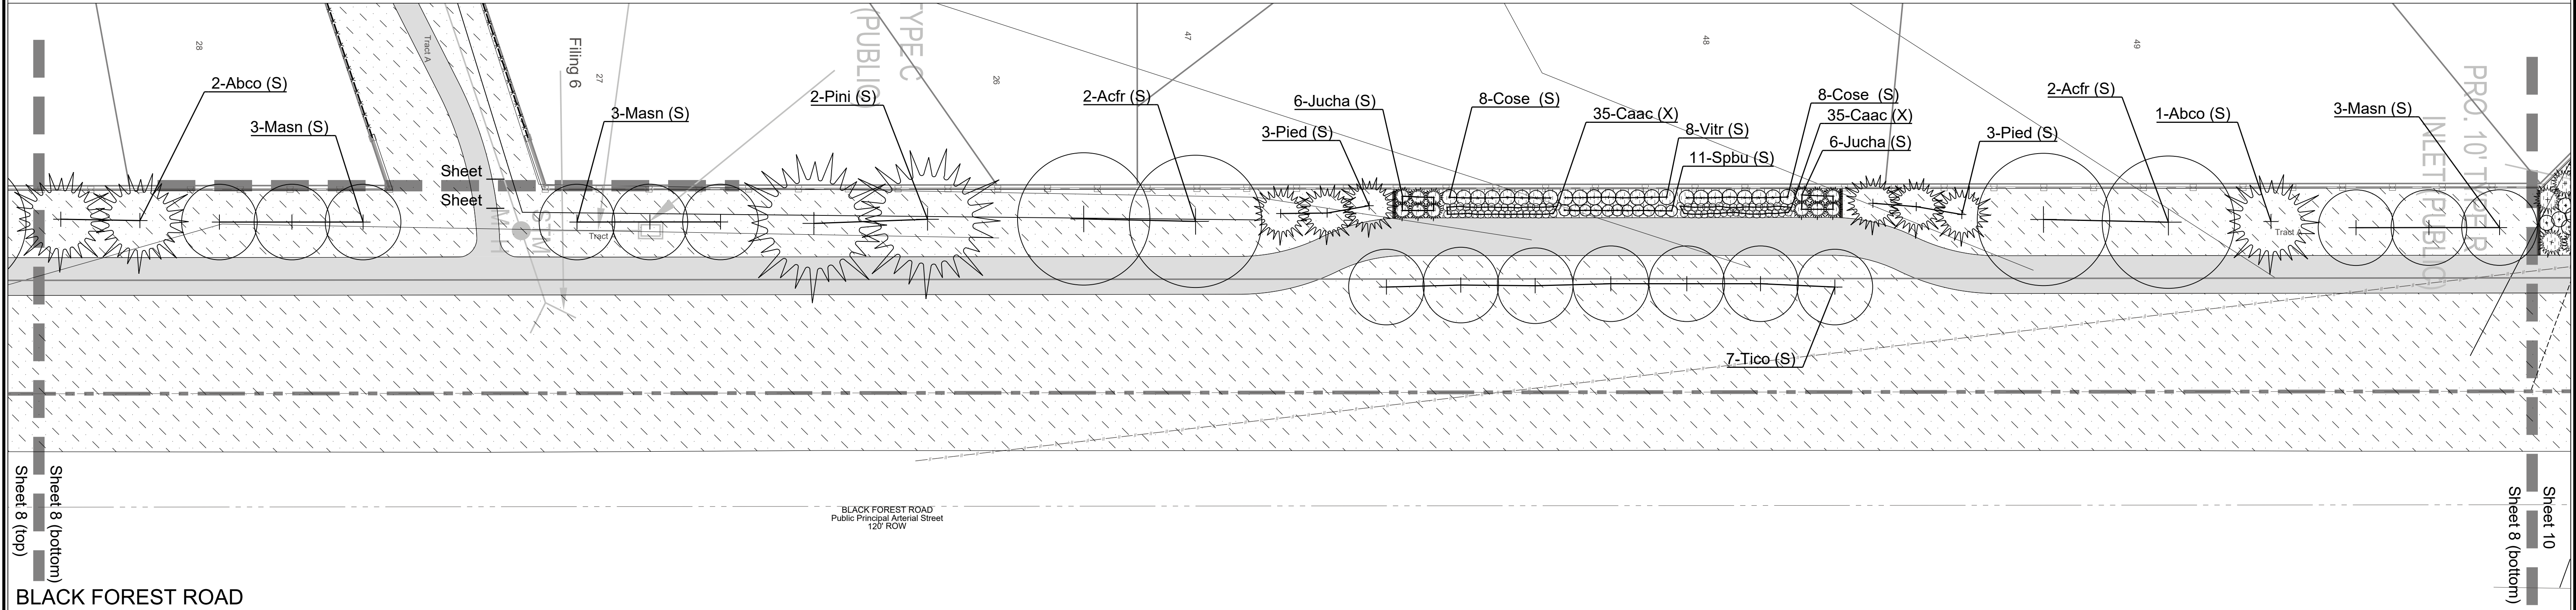 TYPE C
(PUBLIC)
28
Tract A
Filing 6
27
26
47
48
49
PRO. 10' TYPE R
INLET (PUBLIC)
2-Abco (S)
3-Masn (S)
3-Masn (S)
2-Pini (S)
2-Acfr (S)
6-Jucha (S)
3-Pied (S)
8-Cose (S)
35-Caac (X)
8-Vitr (S)
11-Spbu (S)
8-Cose (S)
35-Caac (X)
6-Jucha (S)
3-Pied (S)
2-Acfr (S)
1-Abco (S)
3-Masn (S)
Sheet
Sheet
STM
MH
Tract
Tract A
7-Tico (S)
Sheet 8 (top)
Sheet 8 (bottom)
BLACK FOREST ROAD
Public Principal Arterial Street
120' ROW
Sheet 10
Sheet 8 (bottom)
BLACK FOREST ROAD